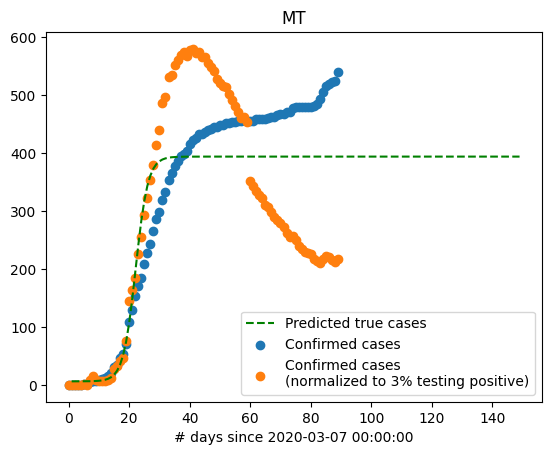 MT
600
500
400
300
200
100
0
Predicted true cases
Confirmed cases
Confirmed cases
(normalized to 3% testing positive)
0 20 40 60 80 100 120 140
# days since 2020-03-07 00:00:00